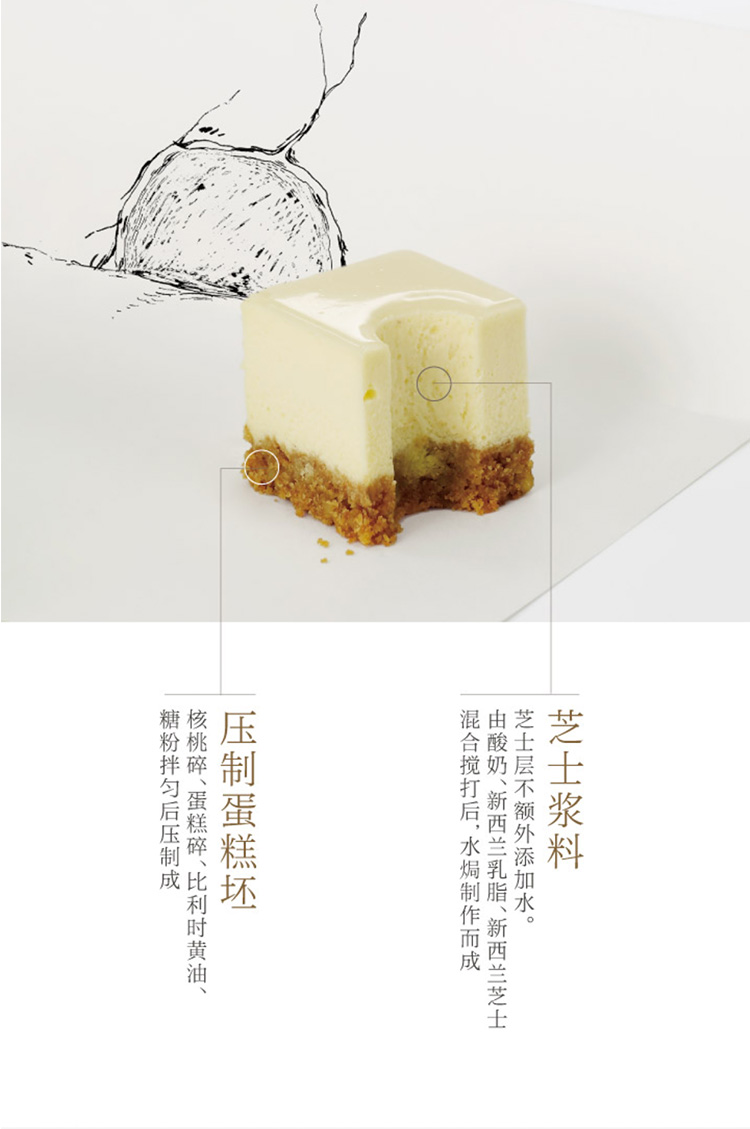 芝士浆料
芝士层不额外添加水。
由酸奶、新西兰乳脂、新西兰芝士
混合搅打后，水焗制作而成
压制蛋糕坯
核桃碎、蛋糕碎、比利时黄油、
糖粉拌匀后压制成